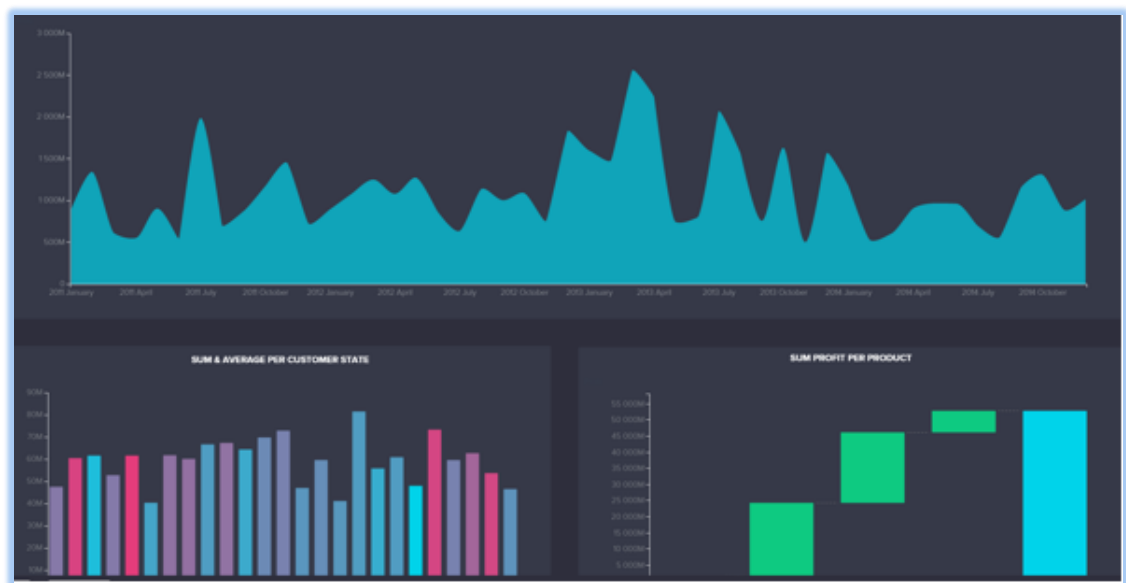 3 000M
2 500M
2 000M
1 500M
1 000M
500M
0
2011 January 2011 April 2011 July 2011 October 2012 January 2012 April 2012 July 2012 October 2013 January 2013 April 2013 July 2013 October 2014 January 2014 April 2014 July 2014 October
SUM & AVERAGE PER CUSTOMER STATE
90M
80M
70M
60M
50M
40M
30M
20M
10M
SUM PROFIT PER PRODUCT
55 000M
50 000M
45 000M
40 000M
35 000M
30 000M
25 000M
20 000M
15 000M
10 000M
5 000M